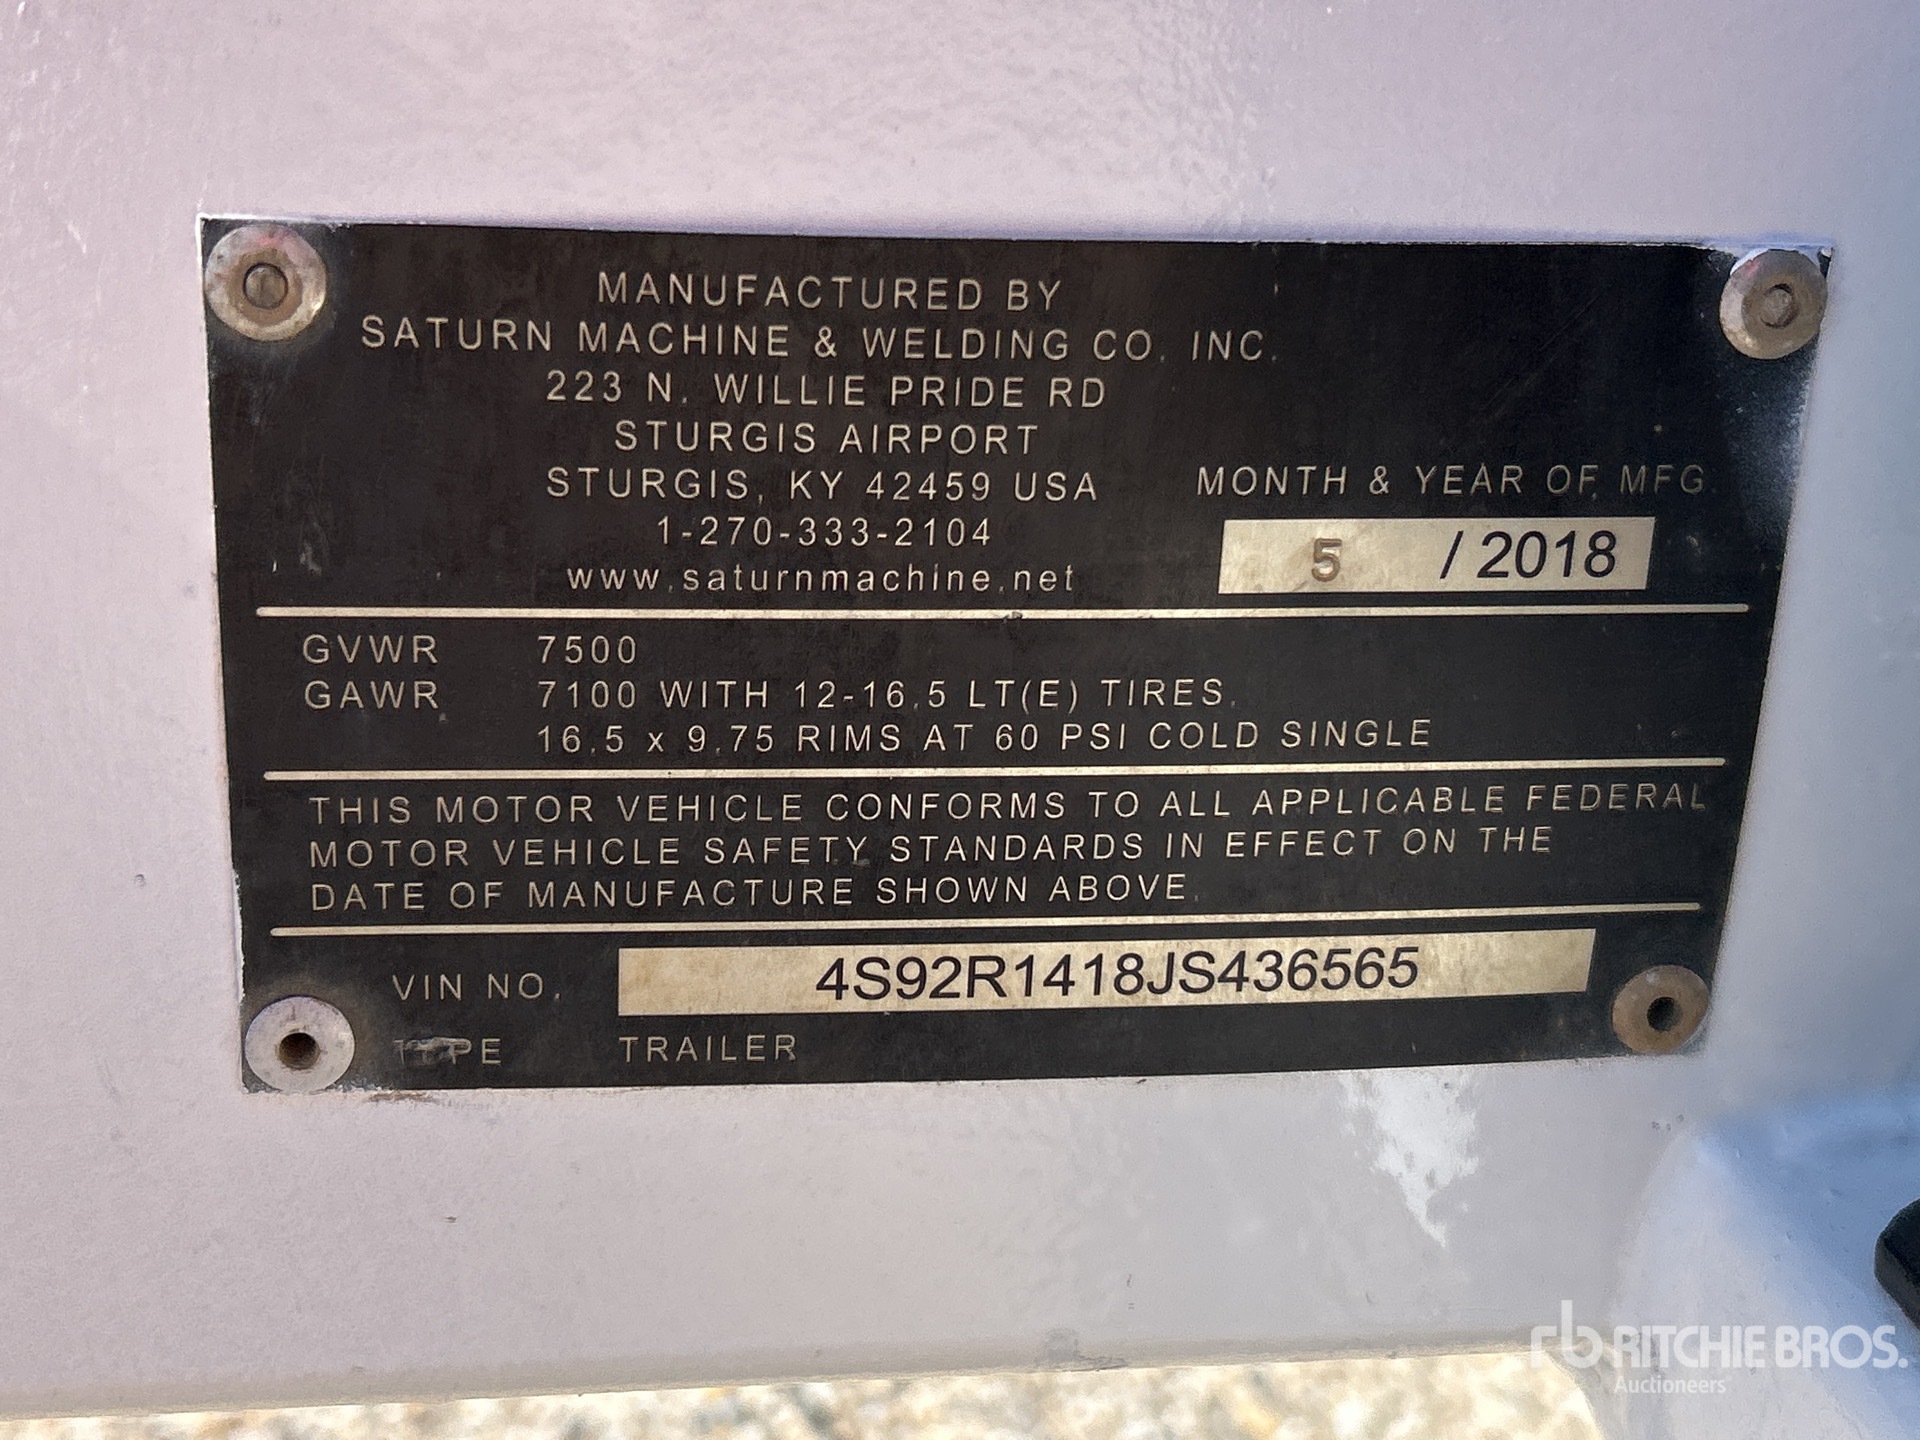 MANUFACTURED BY
SATURN MACHINE & WELDING CO. INC.
223 N. WILLIE PRIDE RD
STURGIS AIRPORT
STURGIS, KY 42459 USA
1-270-333-2104
www.saturnmachine.net
MONTH & YEAR OF MFG.
5 / 2018
GVWR 7500
GAWR 7100 WITH 12-16.5 LT(E) TIRES,
16.5 x 9.75 RIMS AT 60 PSI COLD SINGLE
THIS MOTOR VEHICLE CONFORMS TO ALL APPLICABLE FEDERAL
MOTOR VEHICLE SAFETY STANDARDS IN EFFECT ON THE
DATE OF MANUFACTURE SHOWN ABOVE.
VIN NO. 4S92R1418JS436565
TYPE TRAILER
rb RITCHIE BROS.
Auctioneers